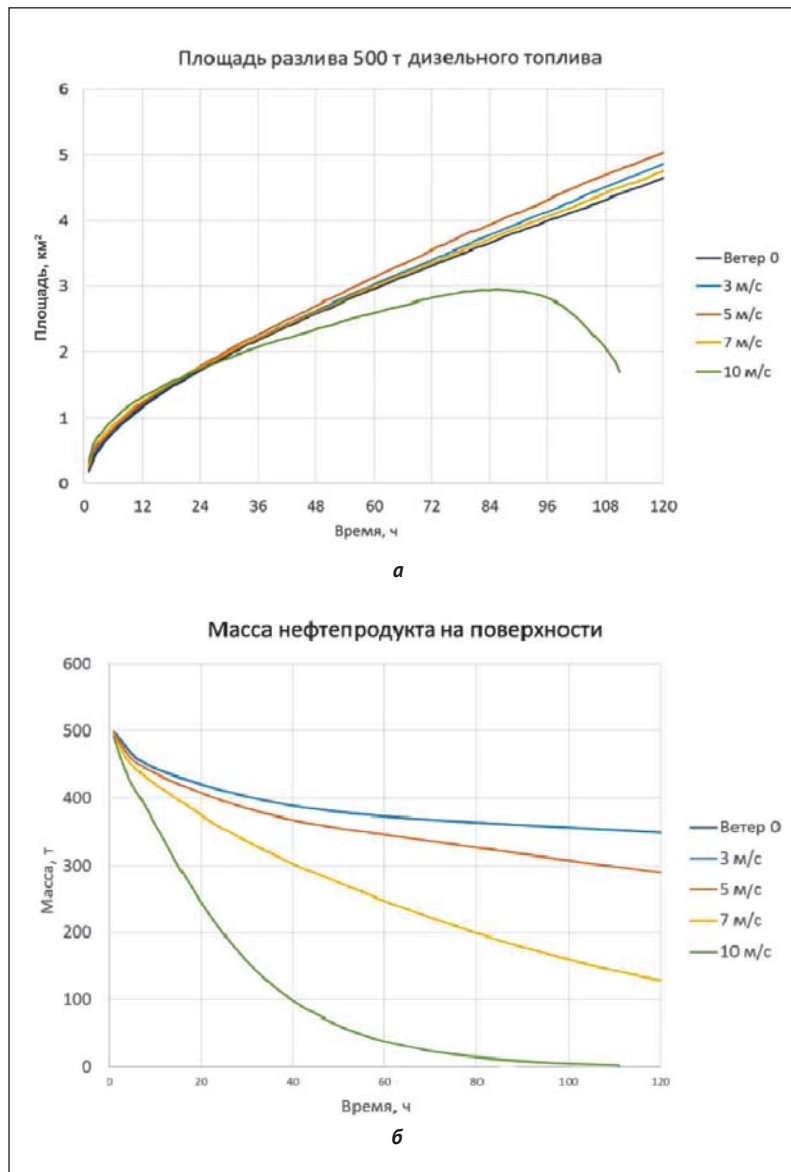 Площадь разлива 500 т дизельного топлива
6
5
4
3
2
1
0
Площадь, км²
0 12 24 36 48 60 72 84 96 108 120
Время, ч
Ветер 0
3 м/с
5 м/с
7 м/с
10 м/с
а
Масса нефтепродукта на поверхности
600
500
400
300
200
100
0
Масса, т
0 20 40 60 80 100 120
Время, ч
Ветер 0
3 м/с
5 м/с
7 м/с
10 м/с
б